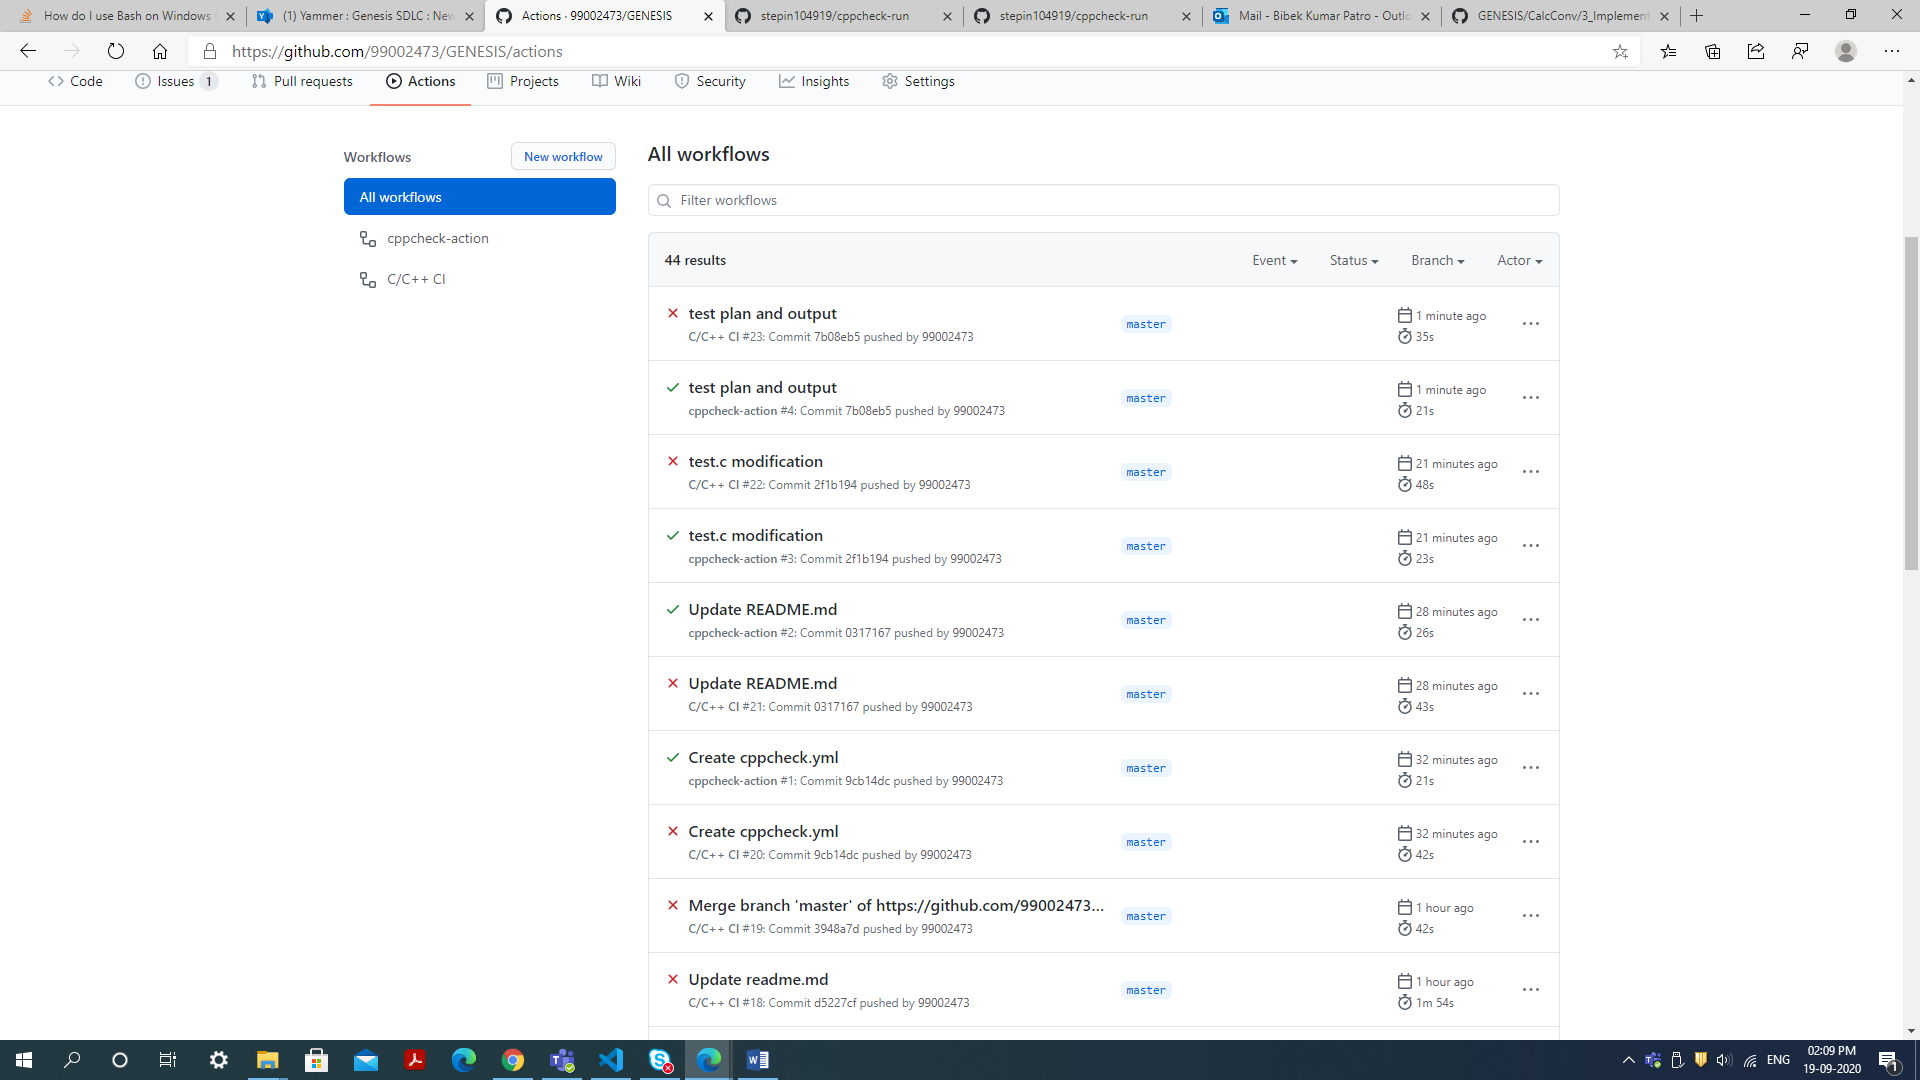 How do I use Bash on Windows
(1) Yammer : Genesis SDLC : New
Actions · 99002473/GENESIS
stepin104919/cppcheck-run
stepin104919/cppcheck-run
Mail - Bibek Kumar Patro - Outlo
GENESIS/CalcConv/3_Implement
https://github.com/99002473/GENESIS/actions
Code
Issues 1
Pull requests
Actions
Projects
Wiki
Security
Insights
Settings
Workflows
New workflow
All workflows
cppcheck-action
C/C++ CI
All workflows
Filter workflows
44 results
Event
Status
Branch
Actor
test plan and output
C/C++ CI #23: Commit 7b08eb5 pushed by 99002473
master
1 minute ago
35s
test plan and output
cppcheck-action #4: Commit 7b08eb5 pushed by 99002473
master
1 minute ago
21s
test.c modification
C/C++ CI #22: Commit 2f1b194 pushed by 99002473
master
21 minutes ago
48s
test.c modification
cppcheck-action #3: Commit 2f1b194 pushed by 99002473
master
21 minutes ago
23s
Update README.md
cppcheck-action #2: Commit 0317167 pushed by 99002473
master
28 minutes ago
26s
Update README.md
C/C++ CI #21: Commit 0317167 pushed by 99002473
master
28 minutes ago
43s
Create cppcheck.yml
cppcheck-action #1: Commit 9cb14dc pushed by 99002473
master
32 minutes ago
21s
Create cppcheck.yml
C/C++ CI #20: Commit 9cb14dc pushed by 99002473
master
32 minutes ago
42s
Merge branch 'master' of https://github.com/99002473...
C/C++ CI #19: Commit 3948a7d pushed by 99002473
master
1 hour ago
42s
Update readme.md
C/C++ CI #18: Commit d5227cf pushed by 99002473
master
1 hour ago
1m 54s
ENG
02:09 PM
19-09-2020
1